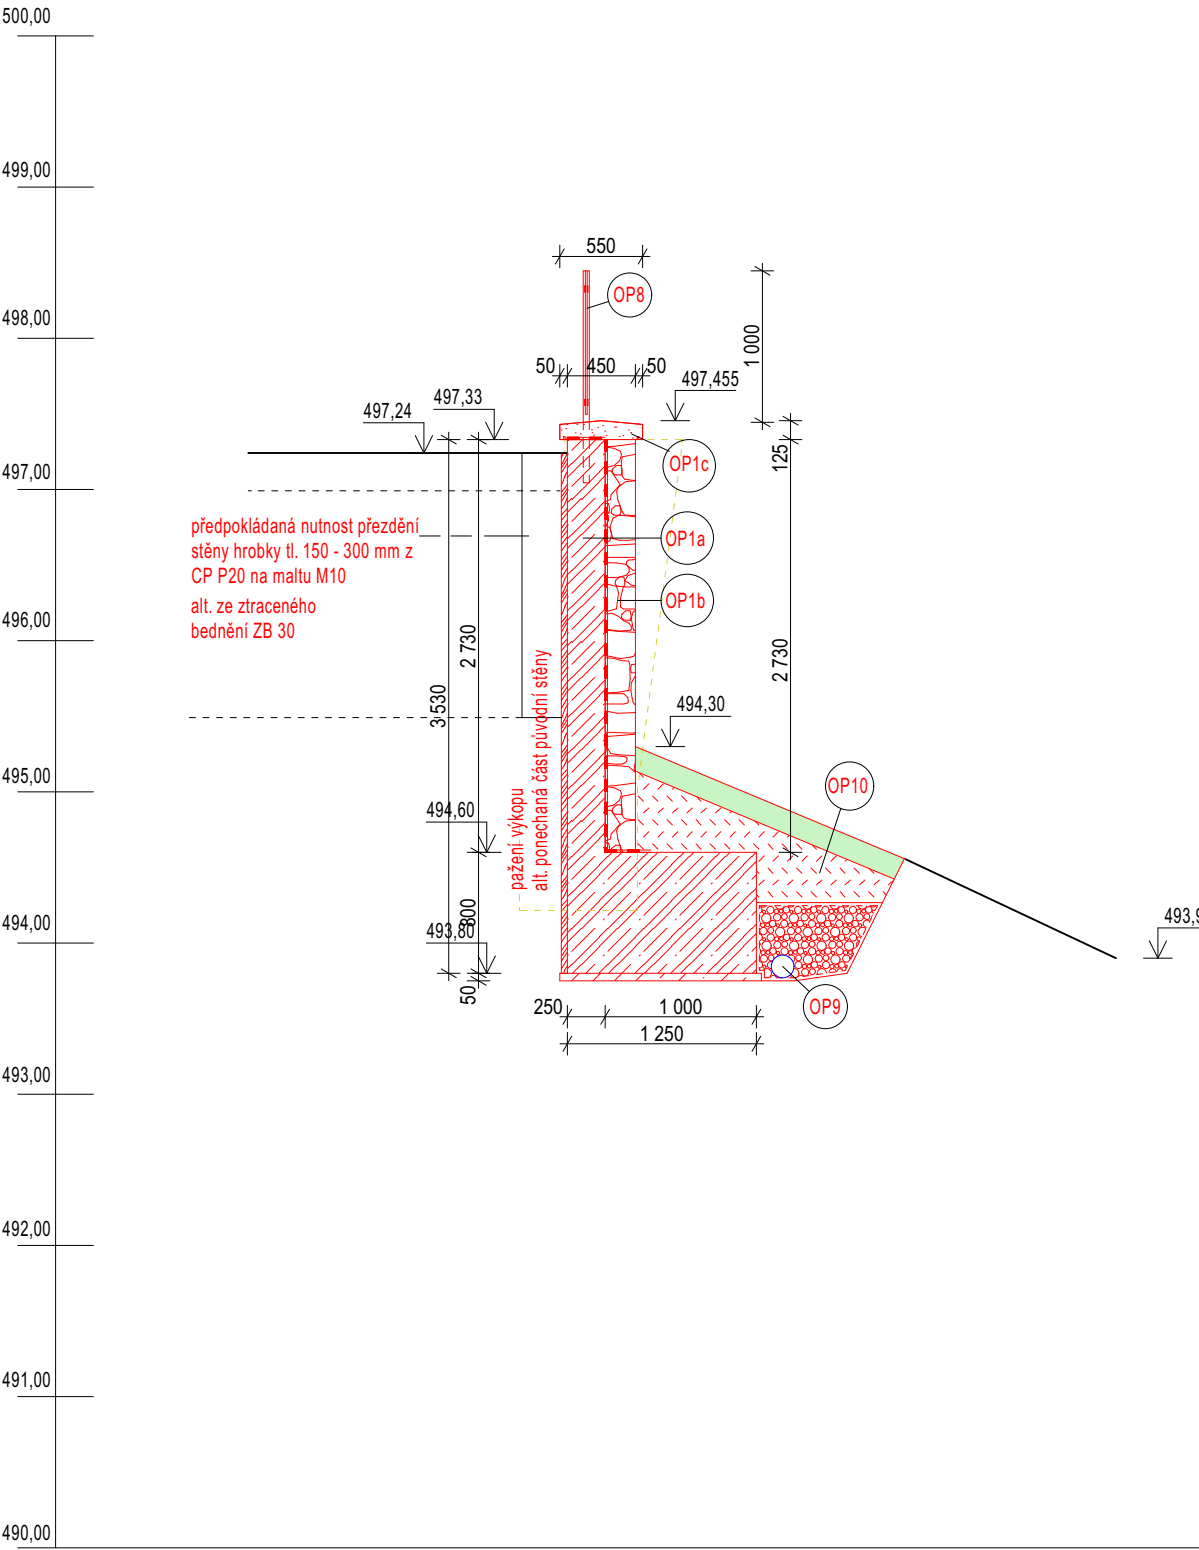 500,00
499,00
550
OP8
498,00
1 000
50
450
50
497,455
497,33
497,24
125
OP1c
497,00
předpokládaná nutnost přezdění
stěny hrobky tl. 150 - 300 mm z
CP P20 na maltu M10
alt. ze ztraceného
bednění ZB 30
OP1a
OP1b
496,00
2 730
3 530
2 730
pažení výkopu
alt. ponechaná část původní stěny
494,30
495,00
OP10
494,60
800
494,00
493,80
50
OP9
250
1 000
1 250
493,9
493,00
492,00
491,00
490,00